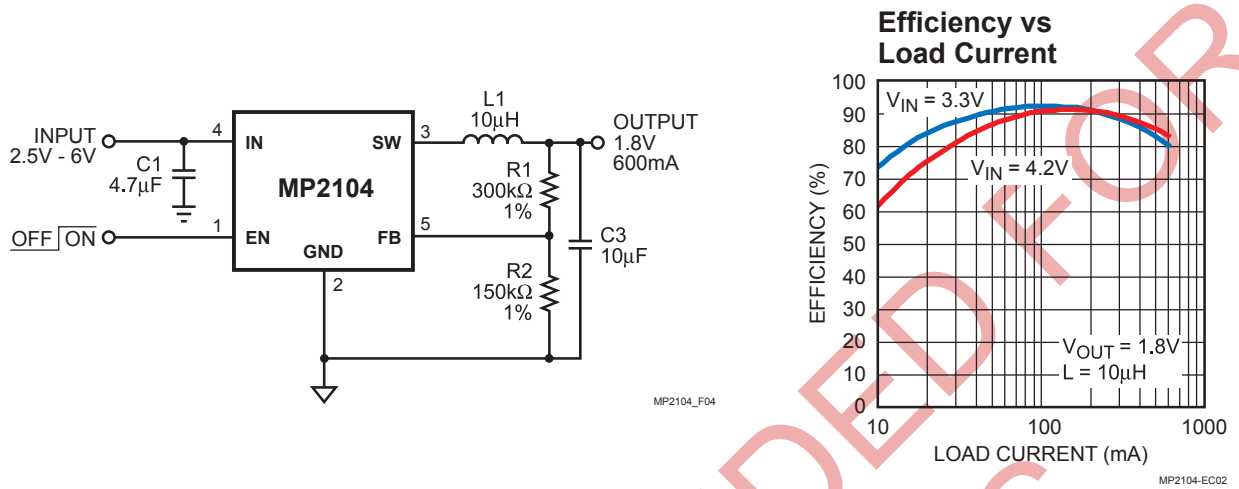 INPUT
2.5V - 6V
C1
4.7µF
OFF ON
4
IN
1
EN
MP2104
GND
2
SW
3
FB
5
L1
10µH
OUTPUT
1.8V
600mA
R1
300kΩ
1%
R2
150kΩ
1%
C3
10µF
MP2104_F04
Efficiency vs
Load Current
EFFICIENCY (%)
100
90
80
70
60
50
40
30
20
10
0
VIN = 3.3V
VIN = 4.2V
VOUT = 1.8V
L = 10µH
10 100 1000
LOAD CURRENT (mA)
MP2104-EC02
DED FOR